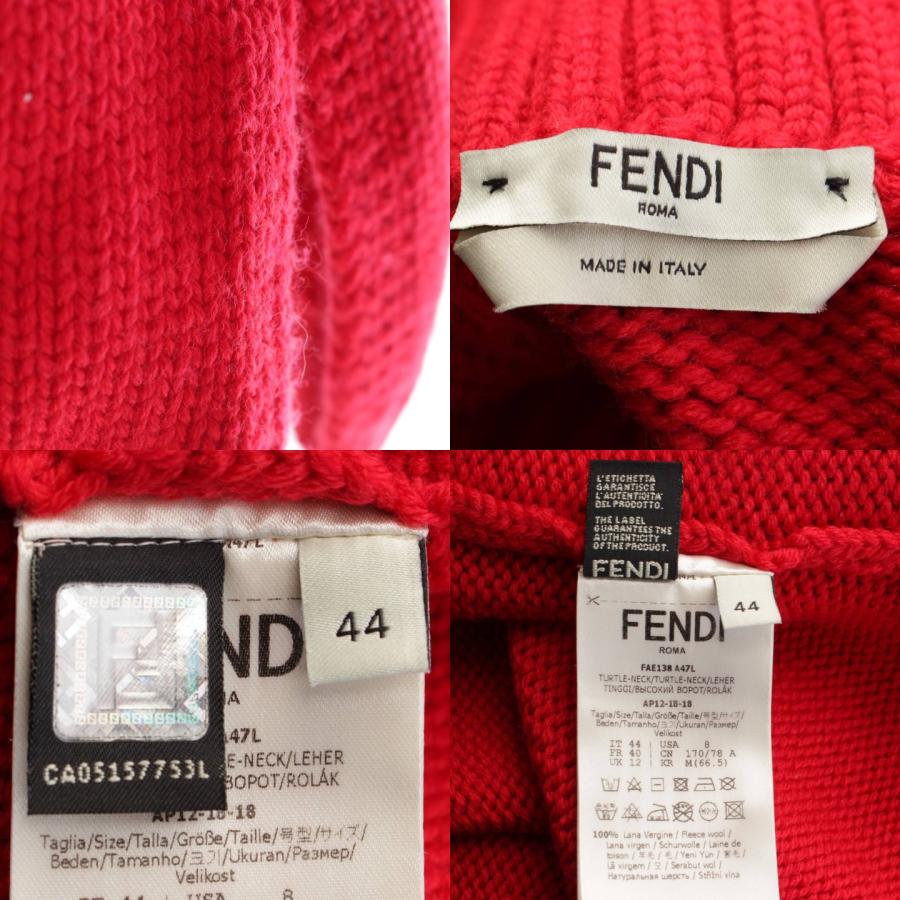 FENDI
ROMA
MADE IN ITALY
44
ND
A47L
LE-NECK/LEHER
ВОРОТ/ROLÁK
CA05157753L
AP12-18-18
Taglia/Size/Talla/Größe/Taille/号型/サイズ/
Beden/Tamanho/크기/Ukuran/Размер/
Velikost
8
L'ETICHETTA
GARANTISCE
L'AUTENTICITA'
DEL PRODOTTO.
THE LABEL
GUARANTEES THE
AUTHENTICITY
OF THE PRODUCT.
FENDI
44
FENDI
ROMA
FAE138 A47L
TURTLE-NECK/TURTLE-NECK/LEHER
TINGGI/ВЫСОКИЙ ВОРОТ/ROLÁK
AP12-18-18
Taglia/Size/Talla/Größe/Taille/号型/サイズ/
Beden/Tamanho/크기/Ukuran/Размер/
Velikost
IT 44 USA 8
FR 40 CN 170/78 A
UK 12 KR M(66.5)
100% Lana Vergine / Fleece wool /
Lana virgen / Schurwolle / Laine de
toison / 羊毛 / 毛 / Yeni Yün / 울 /
Lã virgem / 모 / Serabut wol /
Натуральная шерсть / Střižní vlna